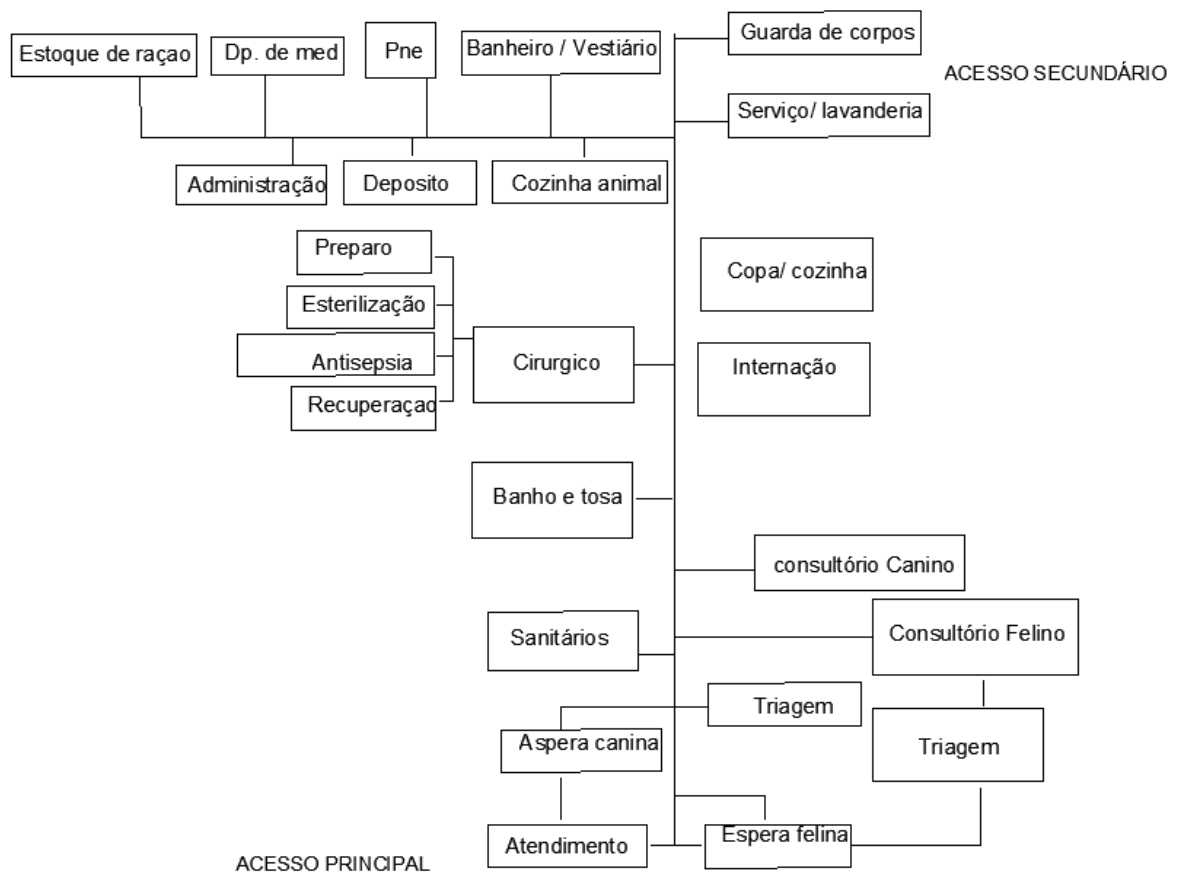 Estoque de raçao
Dp. de med
Pne
Banheiro / Vestiário
Guarda de corpos
ACESSO SECUNDÁRIO
Serviço/ lavanderia
Administração
Deposito
Cozinha animal
Preparo
Esterilização
Antisepsia
Recuperaçao
Cirurgico
Copa/ cozinha
Internação
Banho e tosa
consultório Canino
Sanitários
Consultório Felino
Triagem
Aspera canina
Triagem
Atendimento
Espera felina
ACESSO PRINCIPAL